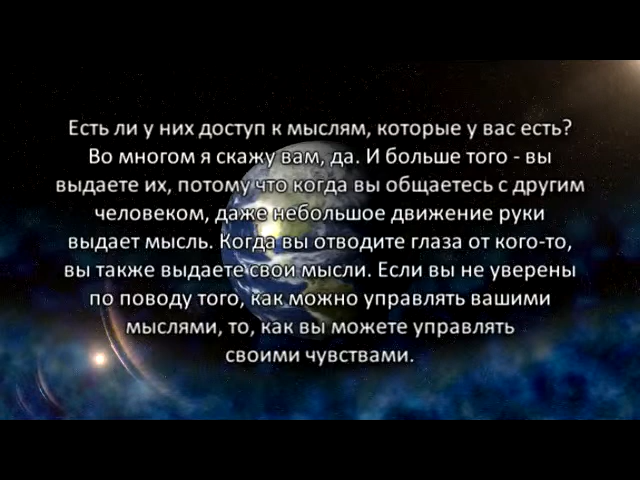 Есть ли у них доступ к мыслям, которые у вас есть?
Во многом я скажу вам, да. И больше того - вы
выдаете их, потому что когда вы общаетесь с другим
человеком, даже небольшое движение руки
выдает мысль. Когда вы отводите глаза от кого-то,
вы также выдаете свои мысли. Если вы не уверены
по поводу того, как можно управлять вашими
мыслями, то, как вы можете управлять
своими чувствами.